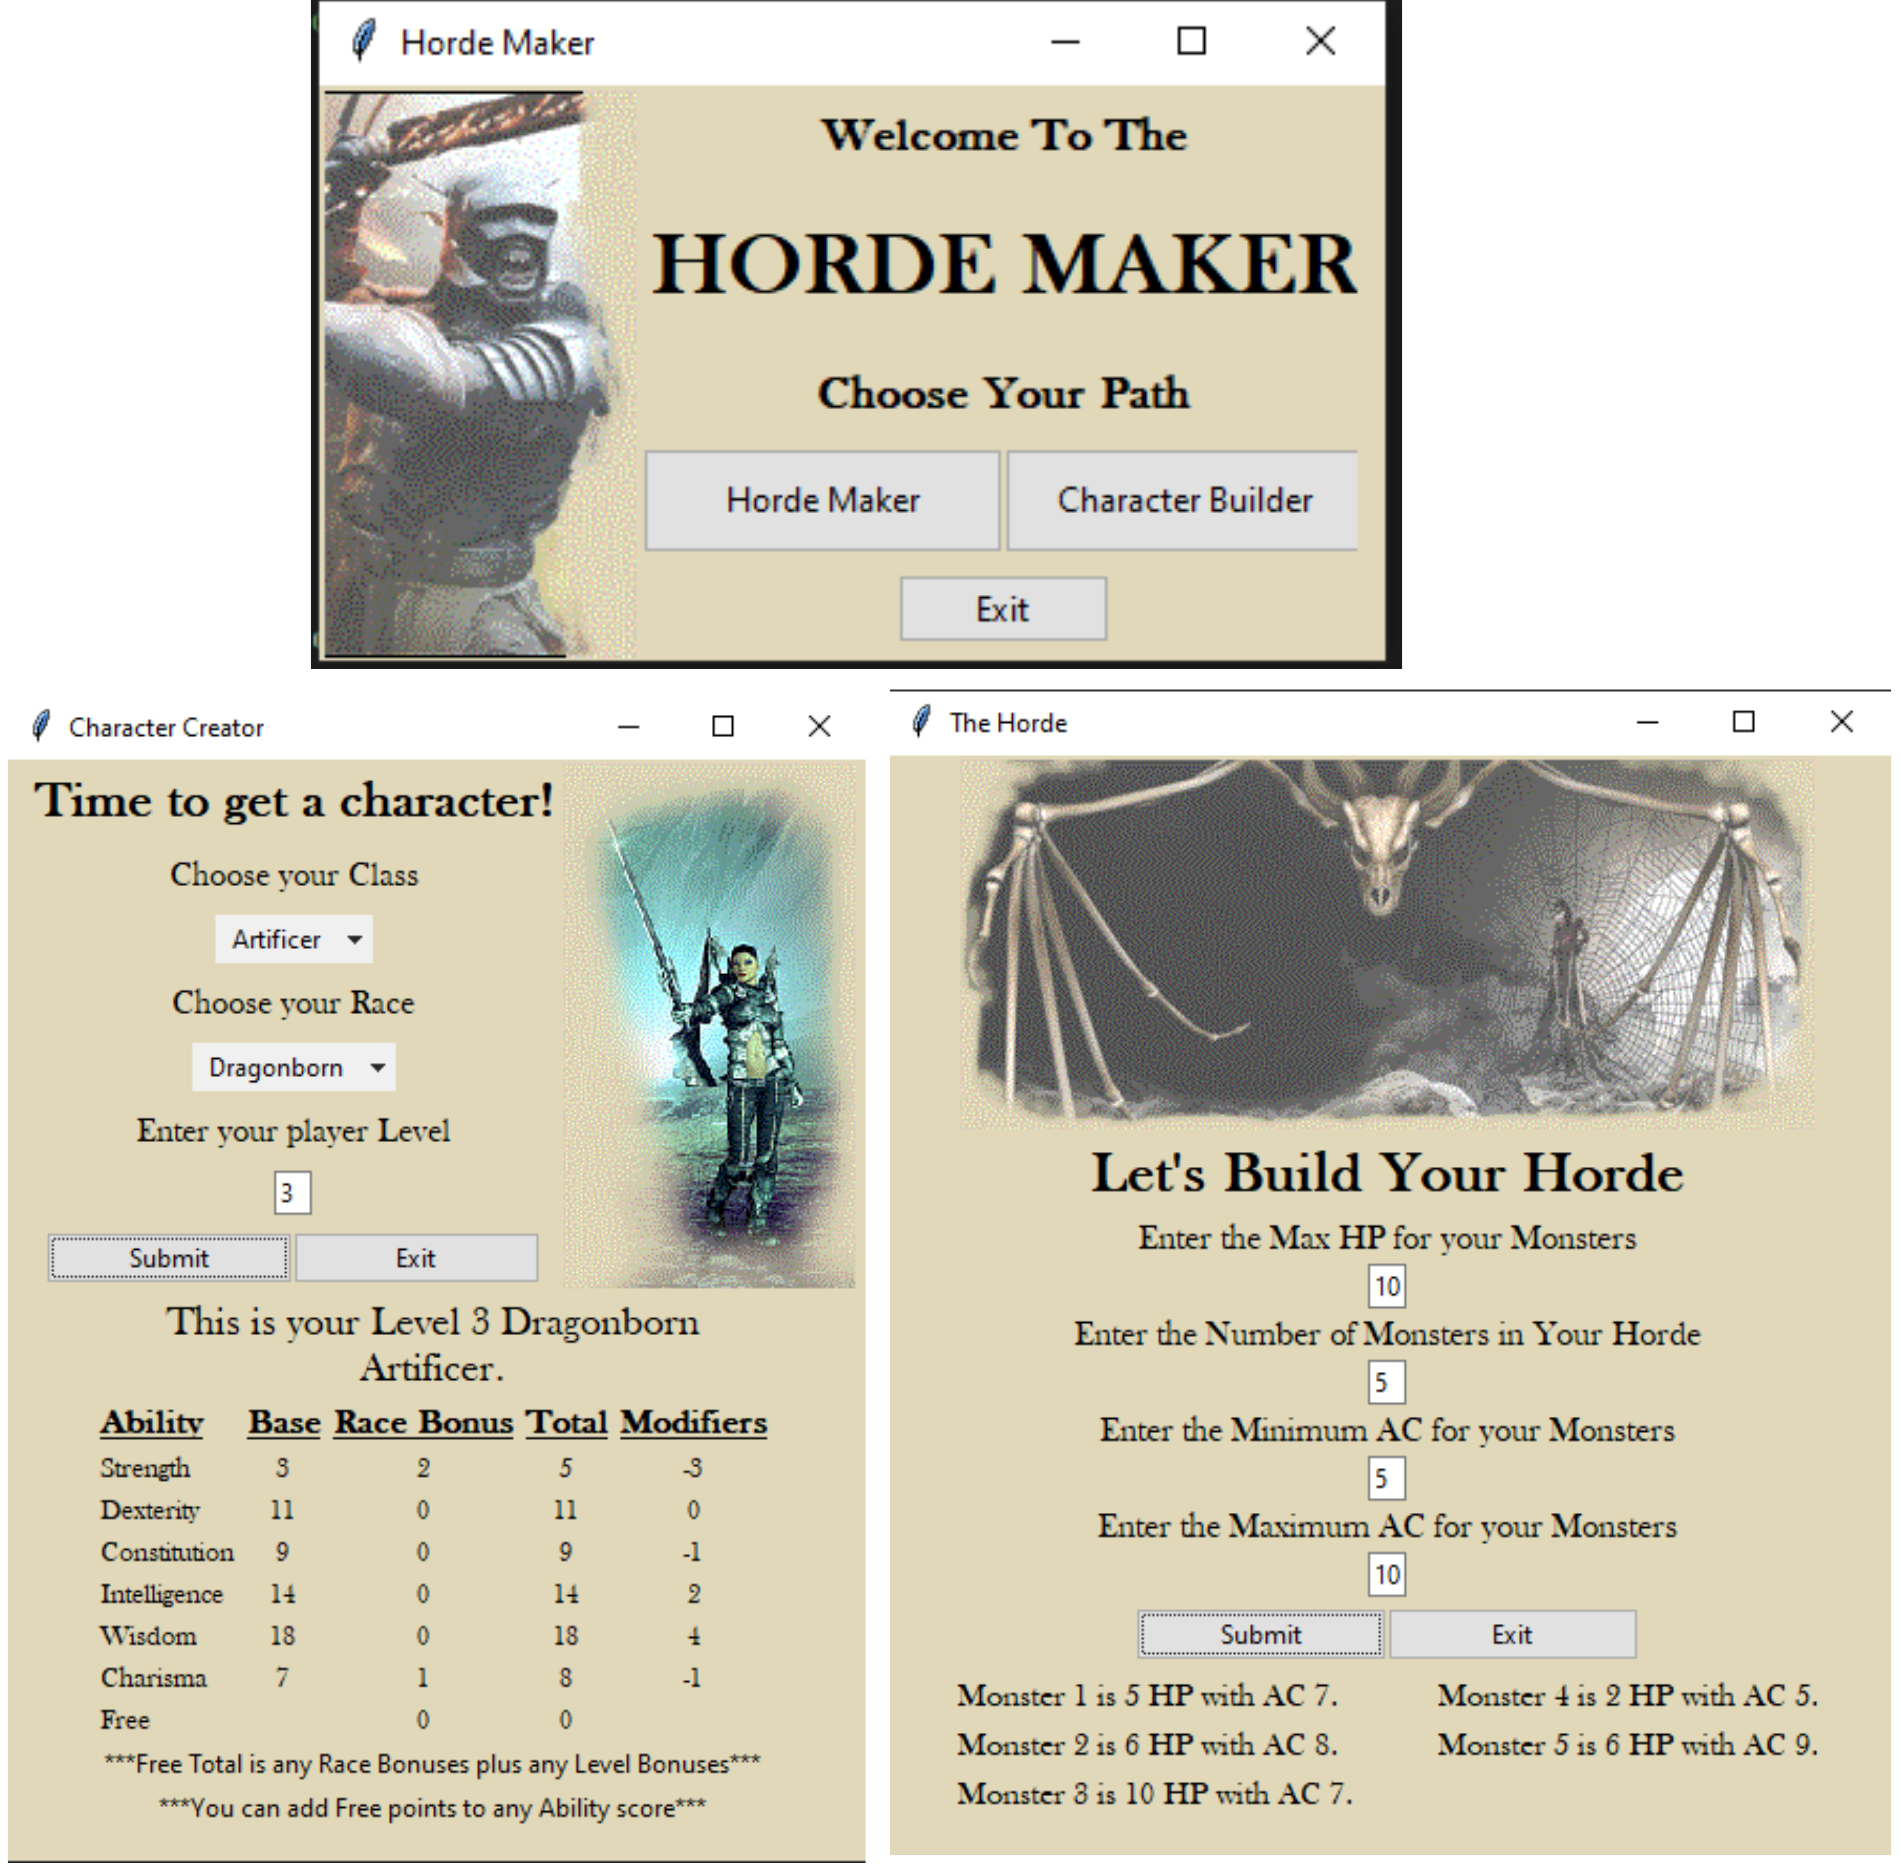 Horde Maker
Welcome To The
HORDE MAKER
Choose Your Path
Horde Maker Character Builder
Exit
Character Creator
Time to get a character!
Choose your Class
Artificer
Choose your Race
Dragonborn
Enter your player Level
3
Submit Exit
This is your Level 3 Dragonborn
Artificer.
Ability Base Race Bonus Total Modifiers
Strength 3 2 5 -3
Dexterity 11 0 11 0
Constitution 9 0 9 -1
Intelligence 14 0 14 2
Wisdom 18 0 18 4
Charisma 7 1 8 -1
Free 0 0
***Free Total is any Race Bonuses plus any Level Bonuses***
***You can add Free points to any Ability score***
The Horde
Let's Build Your Horde
Enter the Max HP for your Monsters
10
Enter the Number of Monsters in Your Horde
5
Enter the Minimum AC for your Monsters
5
Enter the Maximum AC for your Monsters
10
Submit Exit
Monster 1 is 5 HP with AC 7. Monster 4 is 2 HP with AC 5.
Monster 2 is 6 HP with AC 8. Monster 5 is 6 HP with AC 9.
Monster 3 is 10 HP with AC 7.